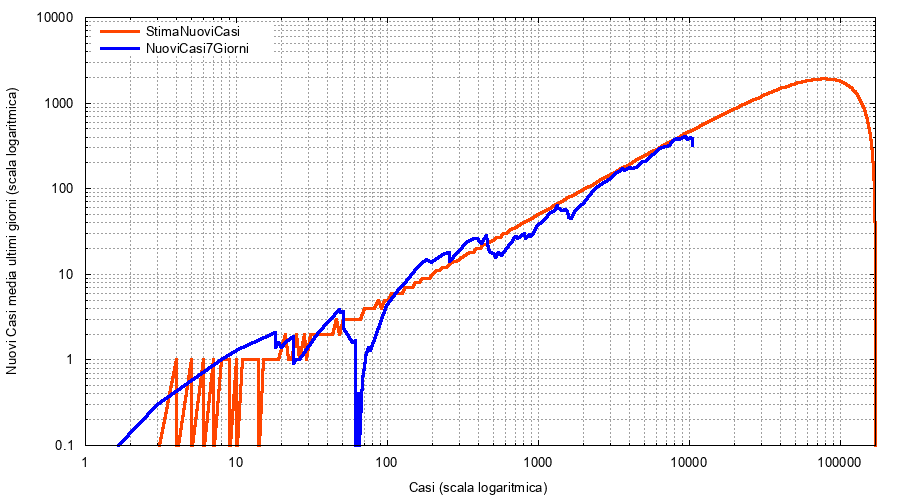 10000
1000
100
10
1
0.1
StimaNuoviCasi
NuoviCasi7Giorni
Nuovi Casi media ultimi giorni (scala logaritmica)
1 10 100 1000 10000 100000
Casi (scala logaritmica)